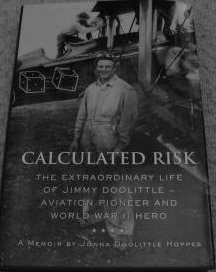 CALCULATED RISK
THE EXTRAORDINARY LIFE
OF JIMMY DOOLITTLE –
AVIATION PIONEER AND
WORLD WAR II HERO
A MEMOIR BY JONNA DOOLITTLE HOPPES